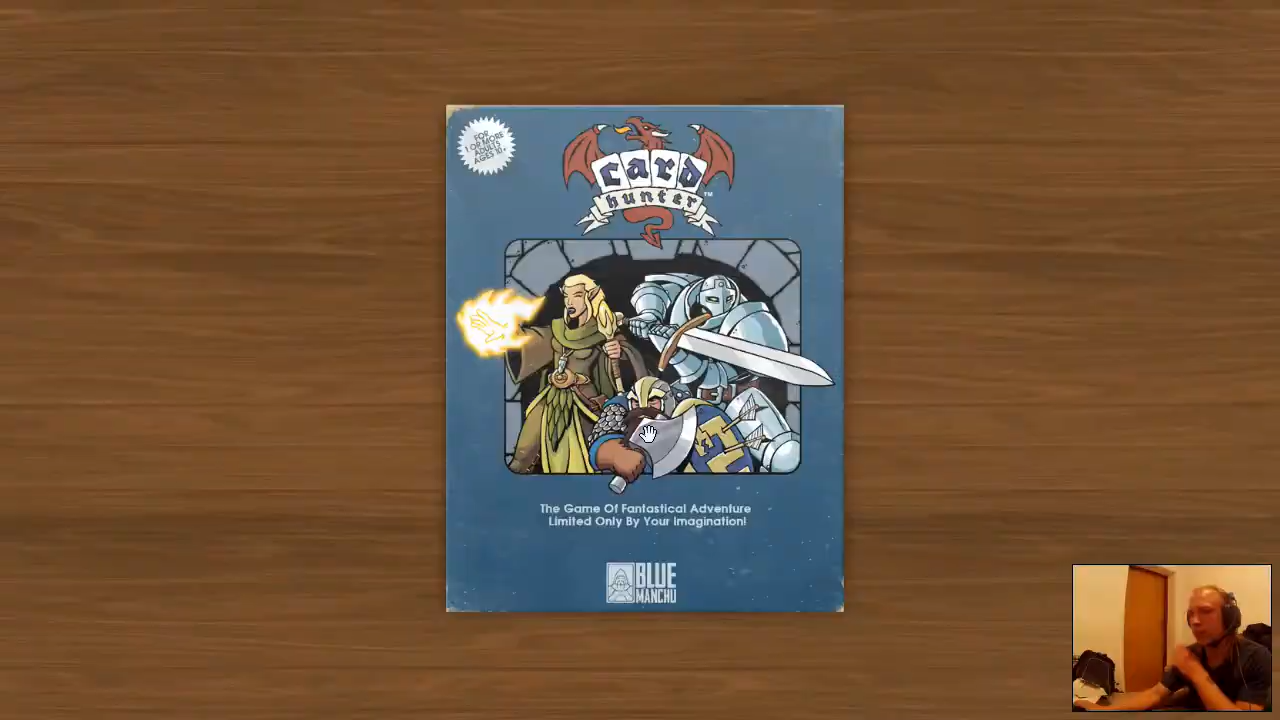 FOR
1 OR MORE
ADULTS
AGES 10+
card
hunter™
The Game Of Fantastical Adventure
Limited Only By Your Imagination!
BLUE
MANCHU